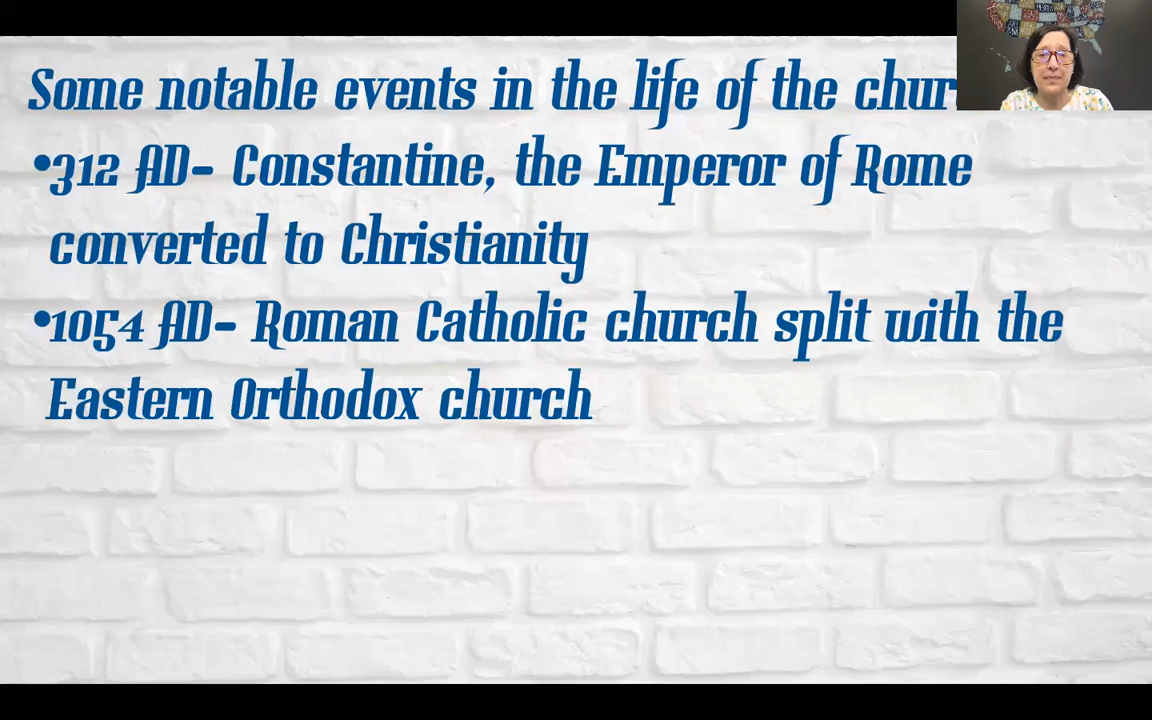 Some notable events in the life of the chur
•312 AD- Constantine, the Emperor of Rome
converted to Christianity
•1054 AD- Roman Catholic church split with the
Eastern Orthodox church